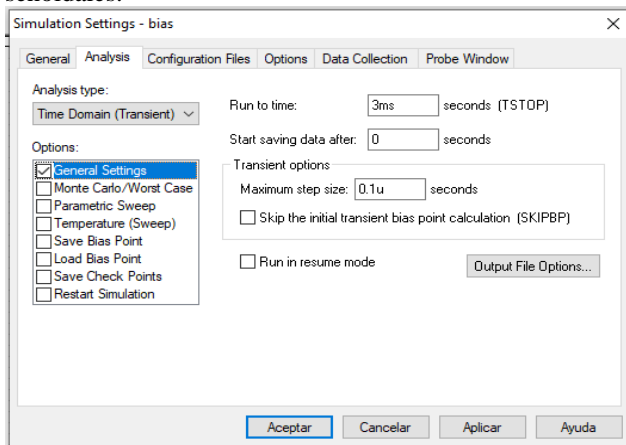 Simulation Settings - bias
General Analysis Configuration Files Options Data Collection Probe Window
Analysis type:
Time Domain (Transient)
Options:
General Settings
Monte Carlo/Worst Case
Parametric Sweep
Temperature (Sweep)
Save Bias Point
Load Bias Point
Save Check Points
Restart Simulation
Run to time: 3ms seconds (TSTOP)
Start saving data after: 0 seconds
Transient options
Maximum step size: 0.1u seconds
Skip the initial transient bias point calculation (SKIPBP)
Run in resume mode
Output File Options...
Aceptar Cancelar Aplicar Ayuda